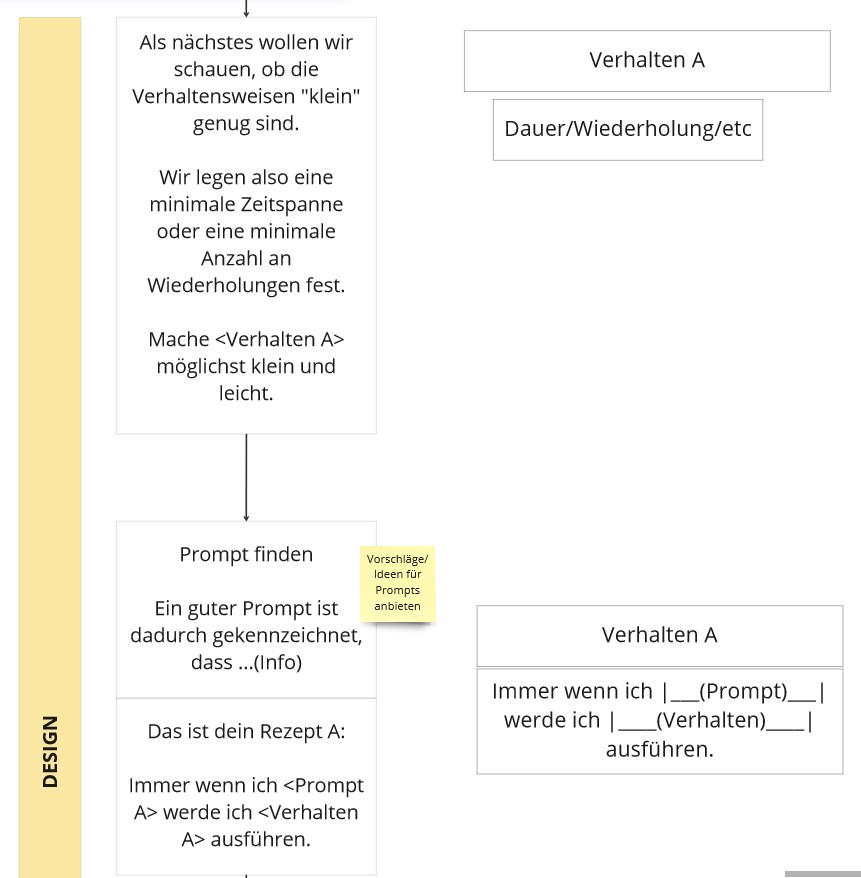 Als nächstes wollen wir
schauen, ob die
Verhaltensweisen "klein"
genug sind.
Wir legen also eine
minimale Zeitspanne
oder eine minimale
Anzahl an
Wiederholungen fest.
Mache <Verhalten A>
möglichst klein und
leicht.
Verhalten A
Dauer/Wiederholung/etc
Prompt finden
Ein guter Prompt ist
dadurch gekennzeichnet,
dass ...(Info)
Vorschläge/
Ideen für
Prompts
anbieten
Das ist dein Rezept A:
Immer wenn ich <Prompt
A> werde ich <Verhalten
A> ausführen.
Verhalten A
Immer wenn ich |___(Prompt)___|
werde ich |____(Verhalten)____|
ausführen.
DESIGN